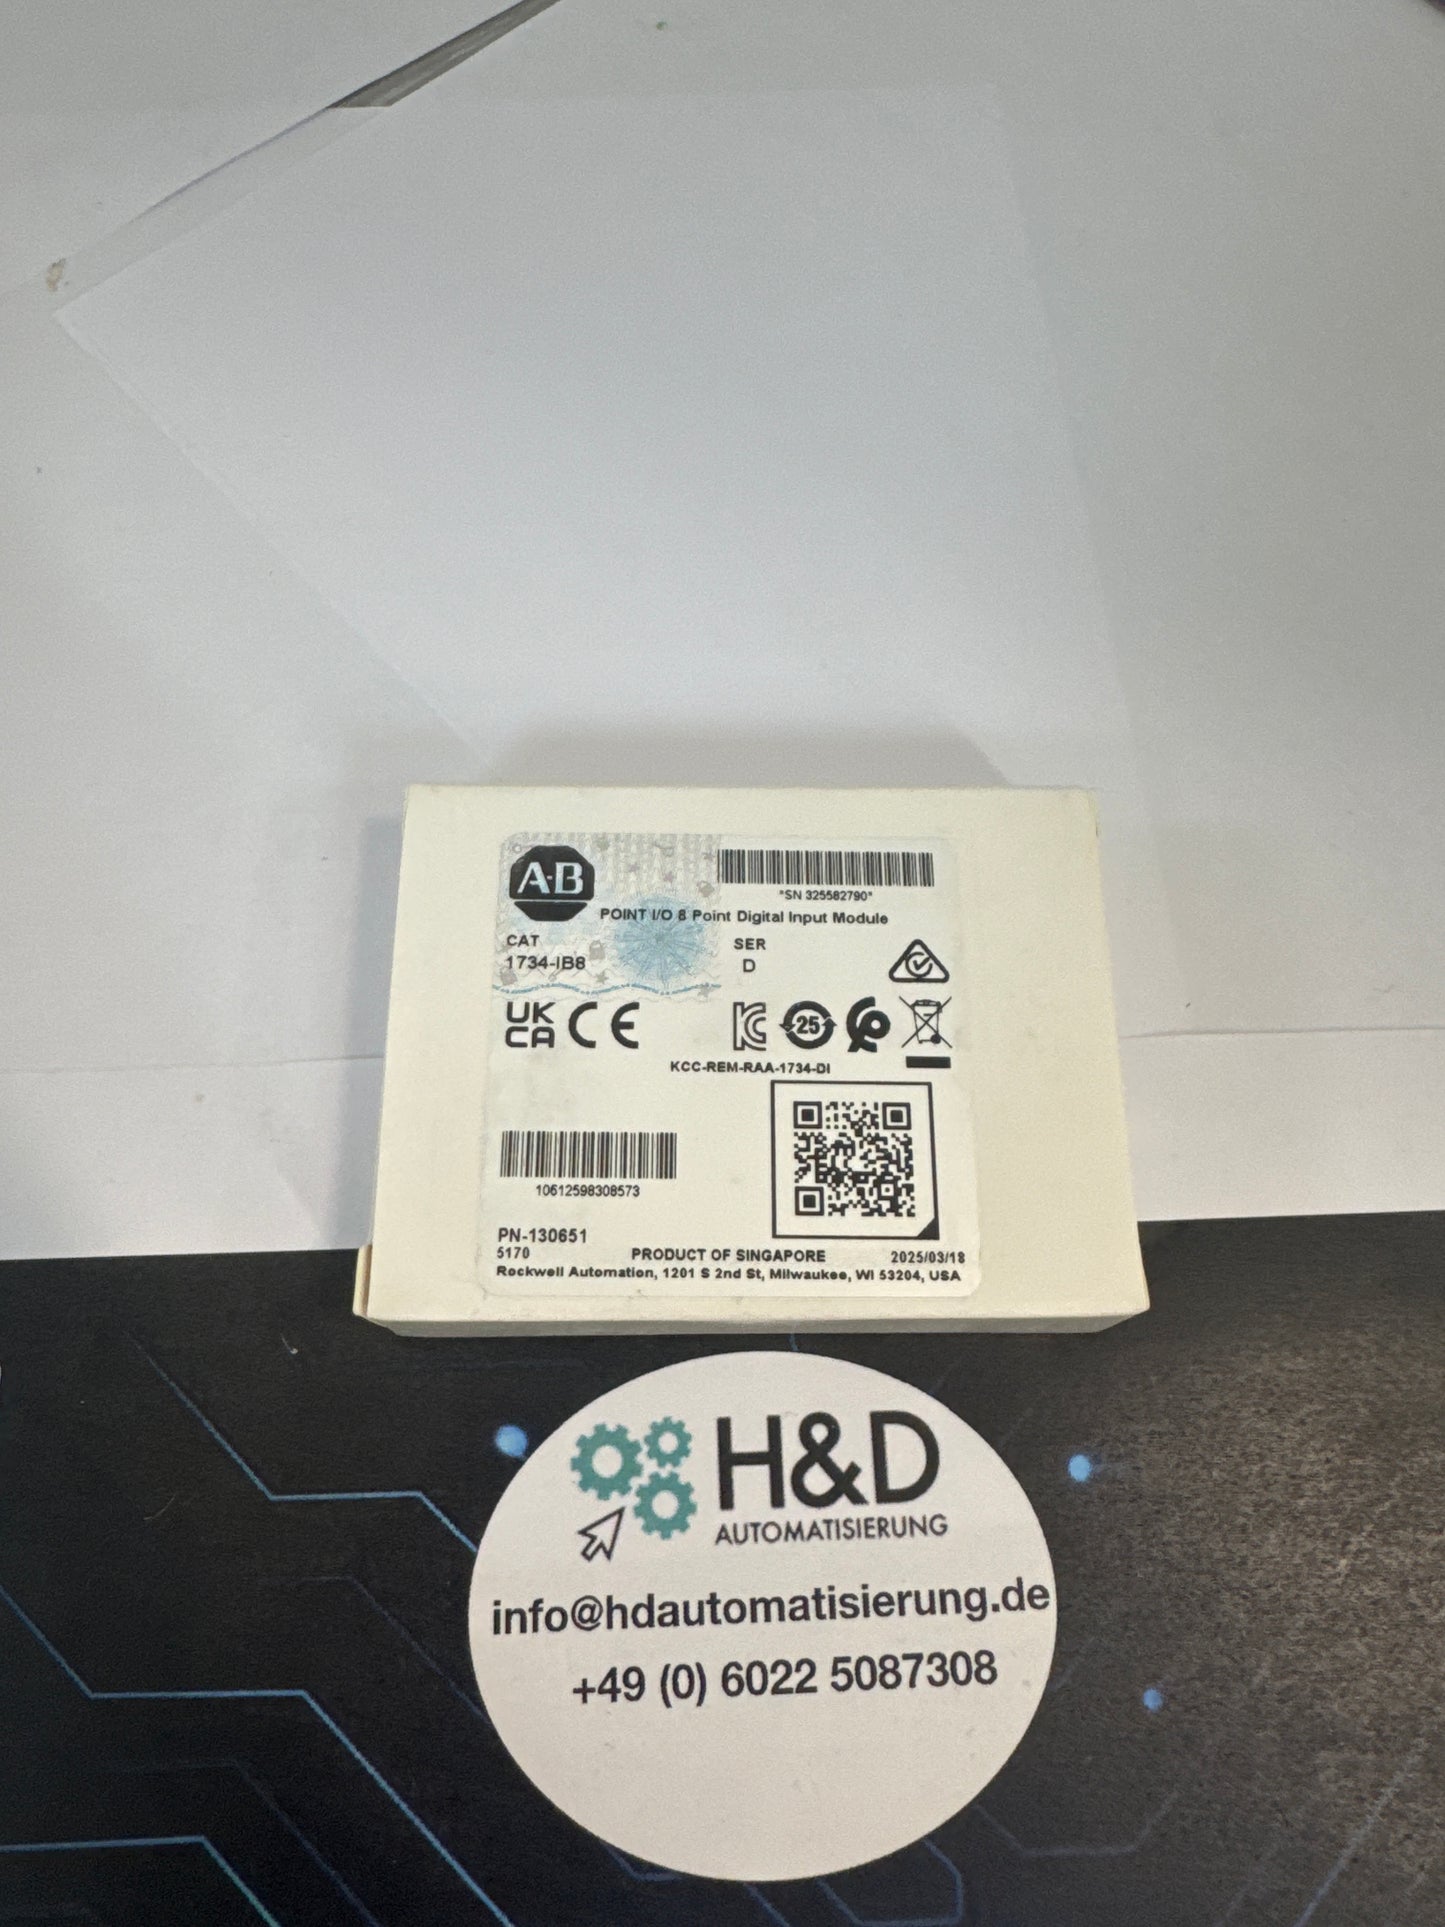 A-B
*SN 325582790*
POINT I/O 8 Point Digital Input Module
CAT
1734-IB8
SER
D
UK
CA CE
25
KCC-REM-RAA-1734-DI
10612598308573
PN-130651
5170 PRODUCT OF SINGAPORE 2025/03/18
Rockwell Automation, 1201 S 2nd St, Milwaukee, WI 53204, USA
H&D
AUTOMATISIERUNG
info@hdautomatisierung.de
+49 (0) 6022 5087308